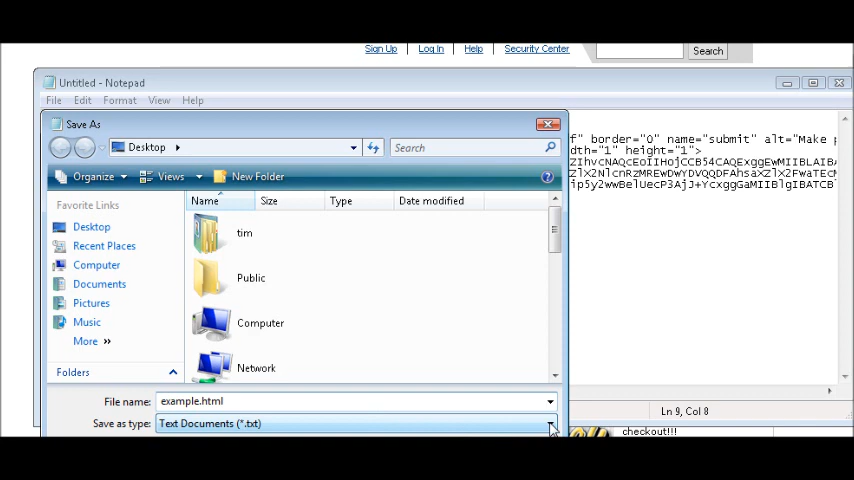 Sign Up Log In Help Security Center Search
Untitled - Notepad
File Edit Format View Help
Save As
Desktop Search
Organize Views New Folder
Favorite Links
Desktop
Recent Places
Computer
Documents
Pictures
Music
More
Folders
Name Size Type Date modified
tim
Public
Computer
Network
File name: example.html
Save as type: Text Documents (*.txt)
f" border="0" name="submit" alt="Make p
dth="1" height="1">
Ln 9, Col 8
checkout!!!